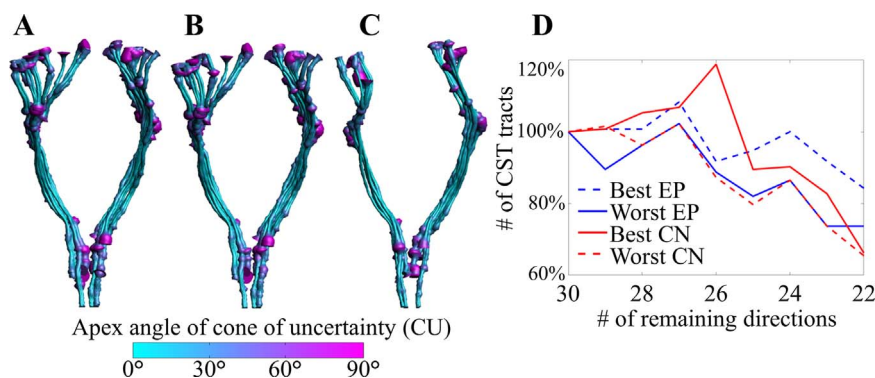 A B C D
120%
100%
80%
60%
# of CST tracts
Best EP
Worst EP
Best CN
Worst CN
30 28 26 24 22
# of remaining directions
Apex angle of cone of uncertainty (CU)
0° 30° 60° 90°